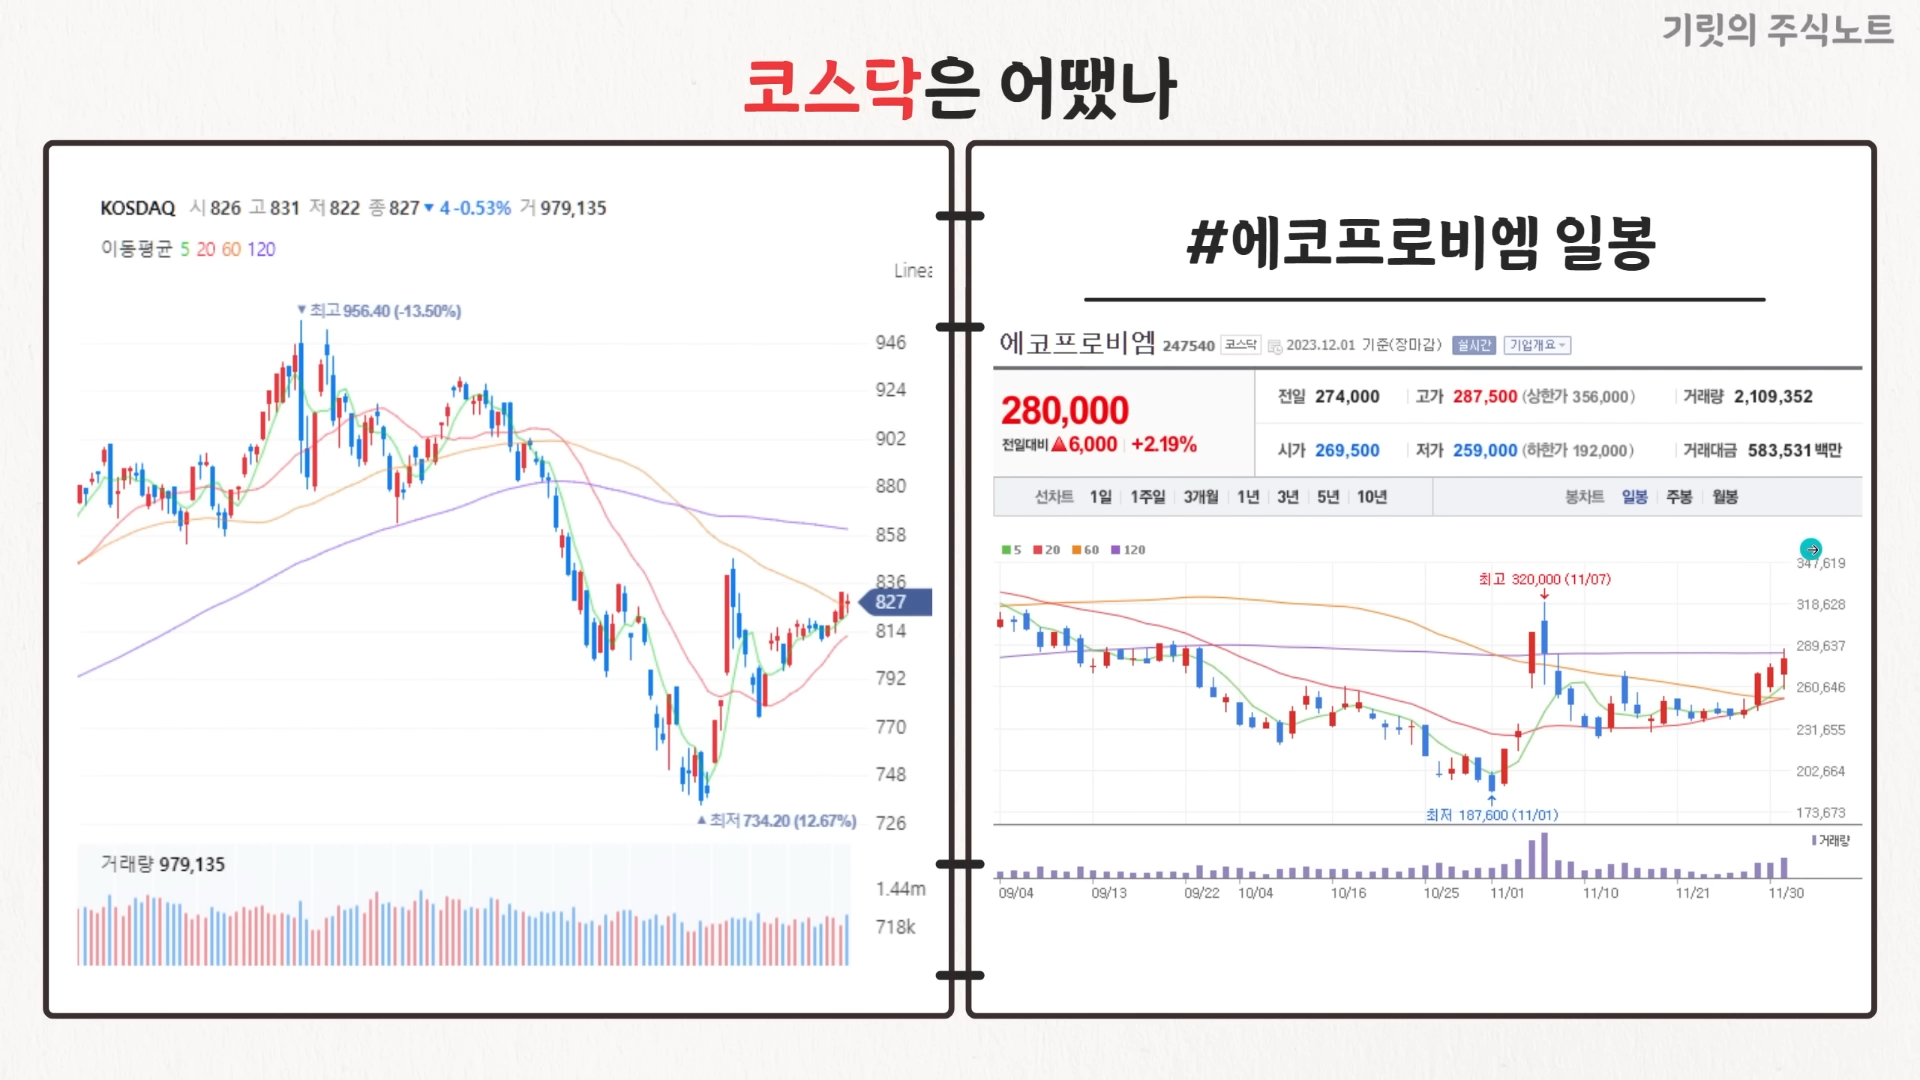 기릿의 주식노트
코스닥은 어땠나
KOSDAQ 시 826 고 831 저 822 종 827 ▼ 4 -0.53% 거 979,135
이동평균 5 20 60 120
Linea
▼최고 956.40 (-13.50%)
946
924
902
880
858
836
827
814
792
770
748
726
▲최저 734.20 (12.67%)
거래량 979,135
1.44m
718k
#에코프로비엠 일봉
에코프로비엠 247540 코스닥 2023.12.01 기준(장마감) 실시간 기업개요
280,000
전일대비 ▲6,000 +2.19%
전일 274,000 고가 287,500 (상한가 356,000) 거래량 2,109,352
시가 269,500 저가 259,000 (하한가 192,000) 거래대금 583,531 백만
선차트 1일 1주일 3개월 1년 3년 5년 10년 봉차트 일봉 주봉 월봉
5 20 60 120
최고 320,000 (11/07)
347,619
318,628
289,637
260,646
231,655
202,664
173,673
최저 187,600 (11/01)
거래량
09/04 09/13 09/22 10/04 10/16 10/25 11/01 11/10 11/21 11/30